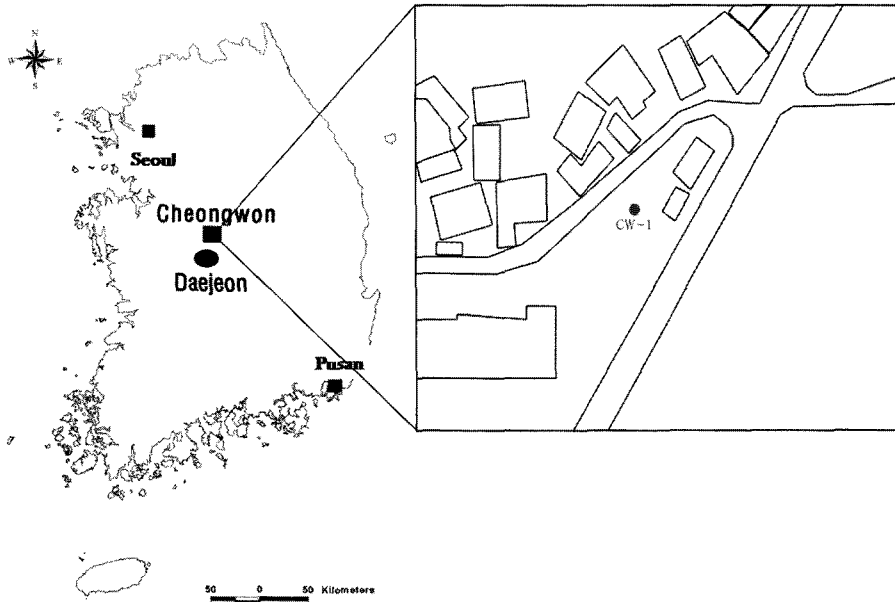 N
W E
S
Seoul
Cheongwon
Daejeon
Pusan
CW-1
50 0 50 Kilometers